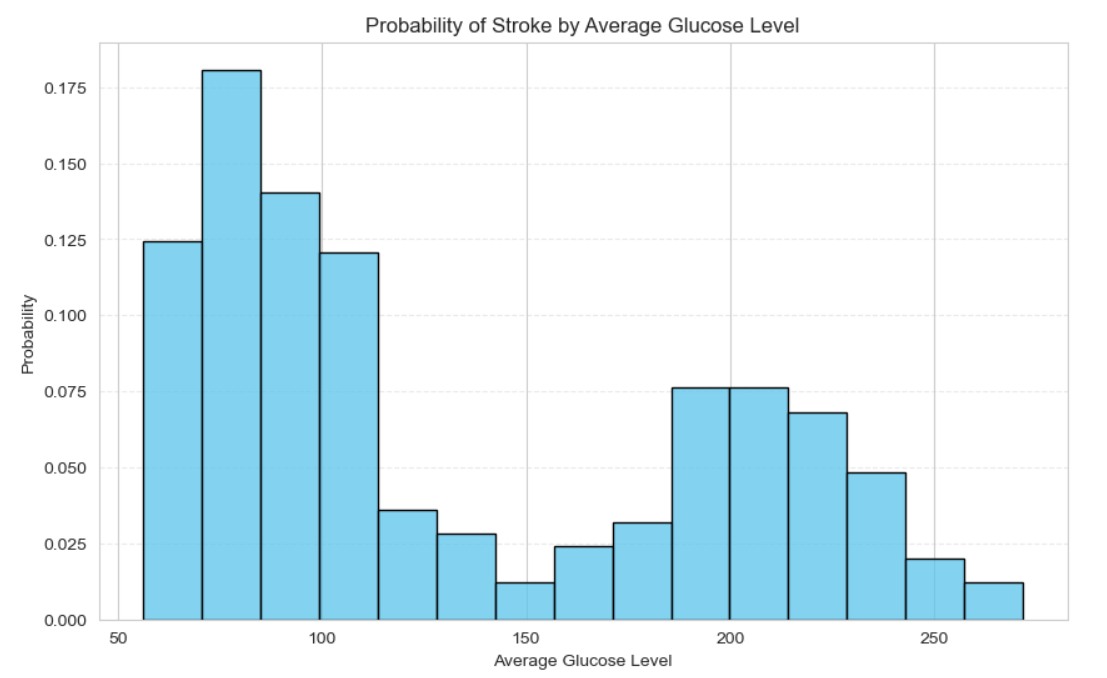 Probability of Stroke by Average Glucose Level
0.175
0.150
0.125
0.100
0.075
0.050
0.025
0.000
Probability
50 100 150 200 250
Average Glucose Level